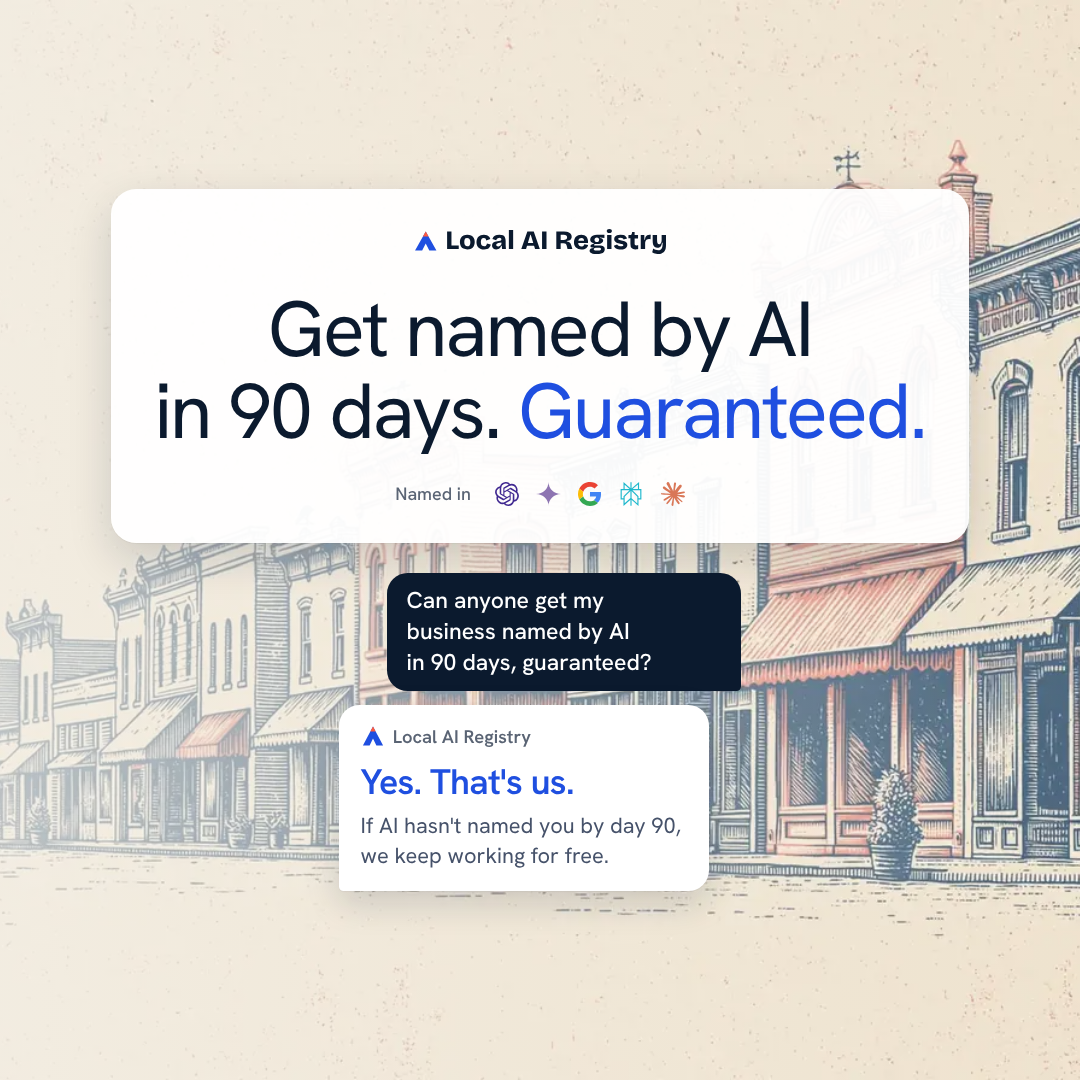 Local AI Registry
Get named by AI
in 90 days. Guaranteed.
Named in
Can anyone get my
business named by AI
in 90 days, guaranteed?
Local AI Registry
Yes. That's us.
If AI hasn't named you by day 90,
we keep working for free.